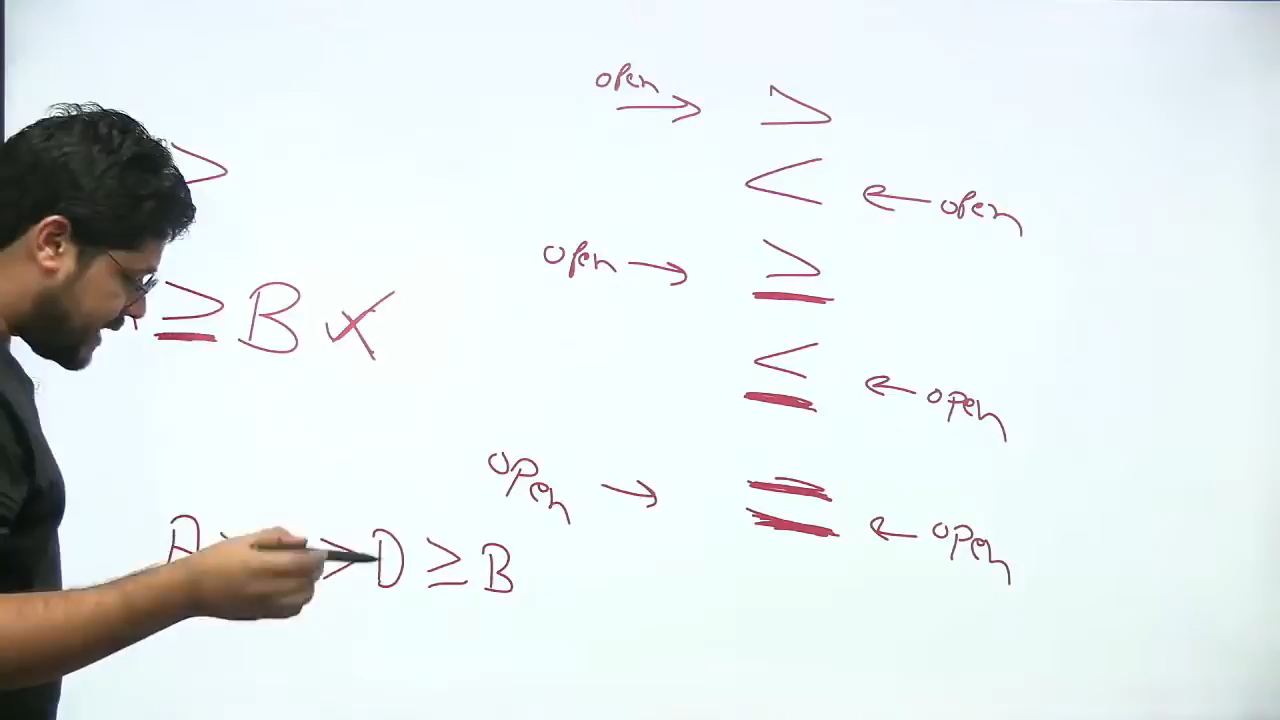 open → >
>
< ← open
open → ≥
≥ B ✗
≤ ← open
open → = ← open
A > > D ≥ B